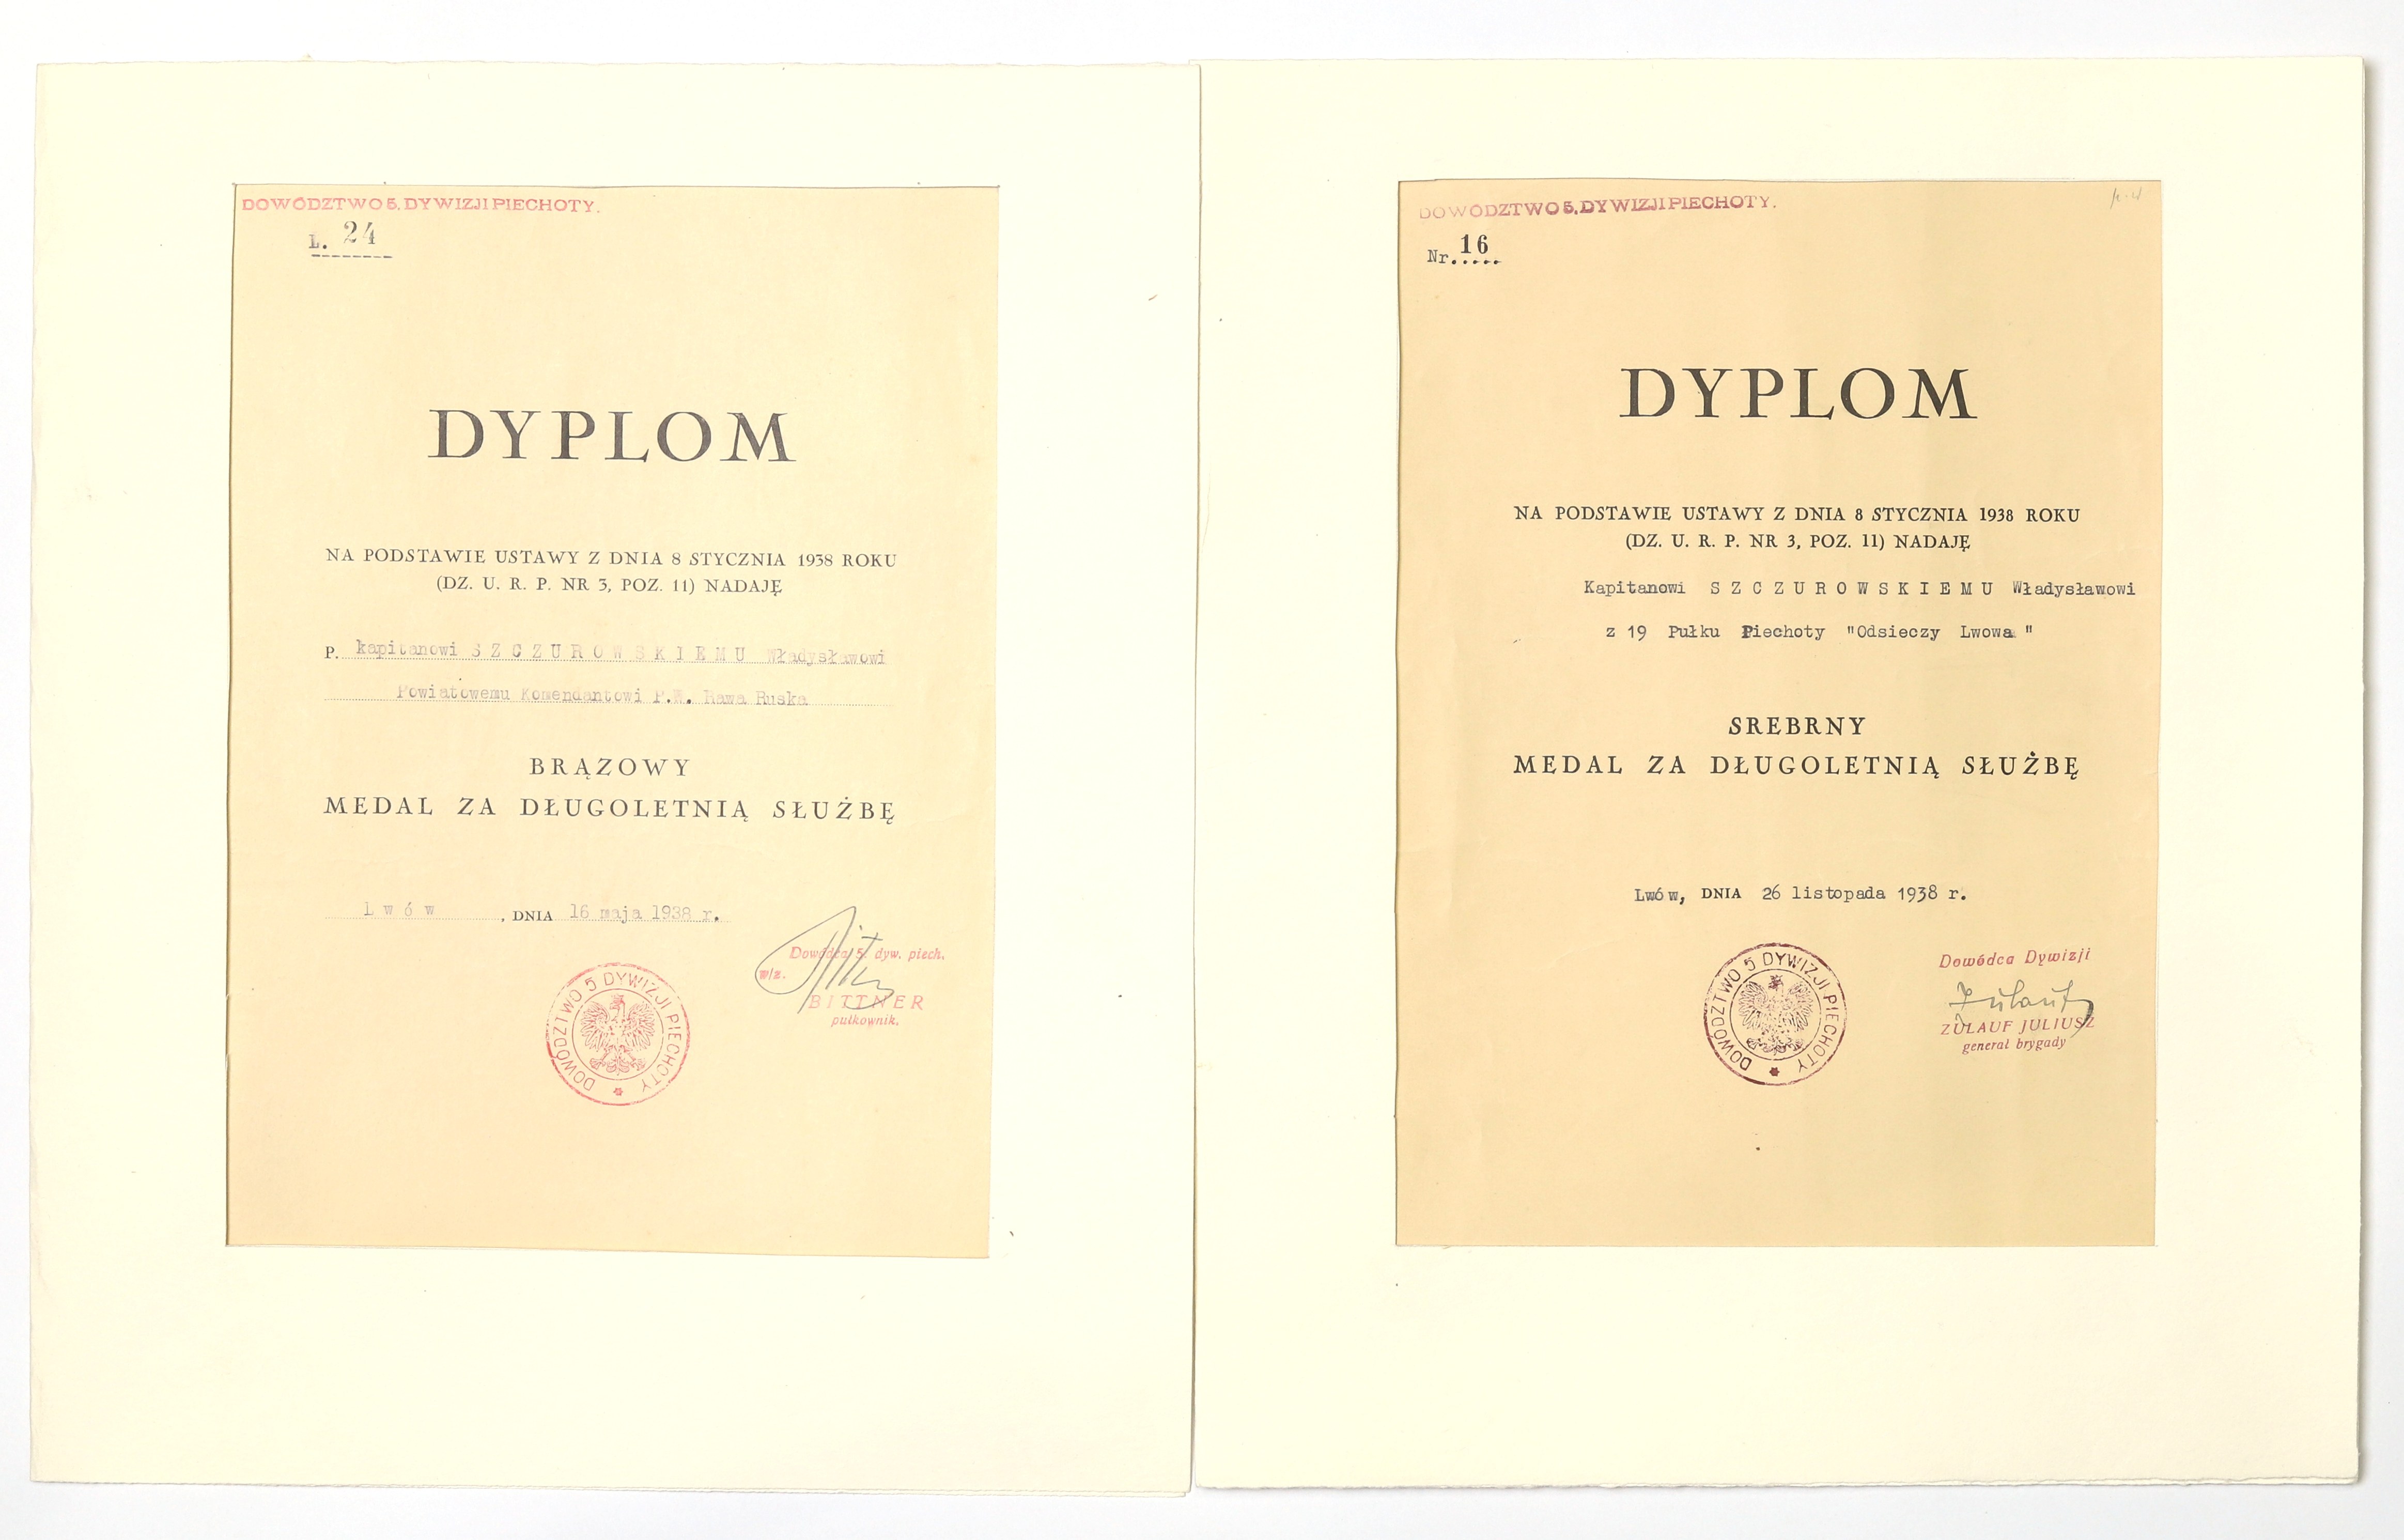 DOWÓDZTWO 5. DYWIZJI PIECHOTY.
L. 24
DYPLOM
NA PODSTAWIE USTAWY Z DNIA 8 STYCZNIA 1938 ROKU
(DZ. U. R. P. NR 3, POZ. 11) NADAJĘ
P. kapitanowi S Z C Z U R O W S K I E M U Władysławowi
Powiatowemu Komendantowi P.W. Rawa Ruska
BRĄZOWY
MEDAL ZA DŁUGOLETNIĄ SŁUŻBĘ
L w ó w , DNIA 16 maja 1938 r.
Dowódca 5. dyw. piech.
w/z.
BITTNER
pułkownik.
DOWÓDZTWO 5 DYWIZJI PIECHOTY
DOWÓDZTWO 5. DYWIZJI PIECHOTY.
Nr. 16
DYPLOM
NA PODSTAWIE USTAWY Z DNIA 8 STYCZNIA 1938 ROKU
(DZ. U. R. P. NR 3, POZ. 11) NADAJĘ
Kapitanowi S Z C Z U R O W S K I E M U Władysławowi
z 19 Pułku Piechoty "Odsieczy Lwowa "
SREBRNY
MEDAL ZA DŁUGOLETNIĄ SŁUŻBĘ
Lwów, DNIA 26 listopada 1938 r.
Dowódca Dywizji
Zulauf
ZULAUF JULIUSZ
generał brygady
DOWÓDZTWO 5 DYWIZJI PIECHOTY